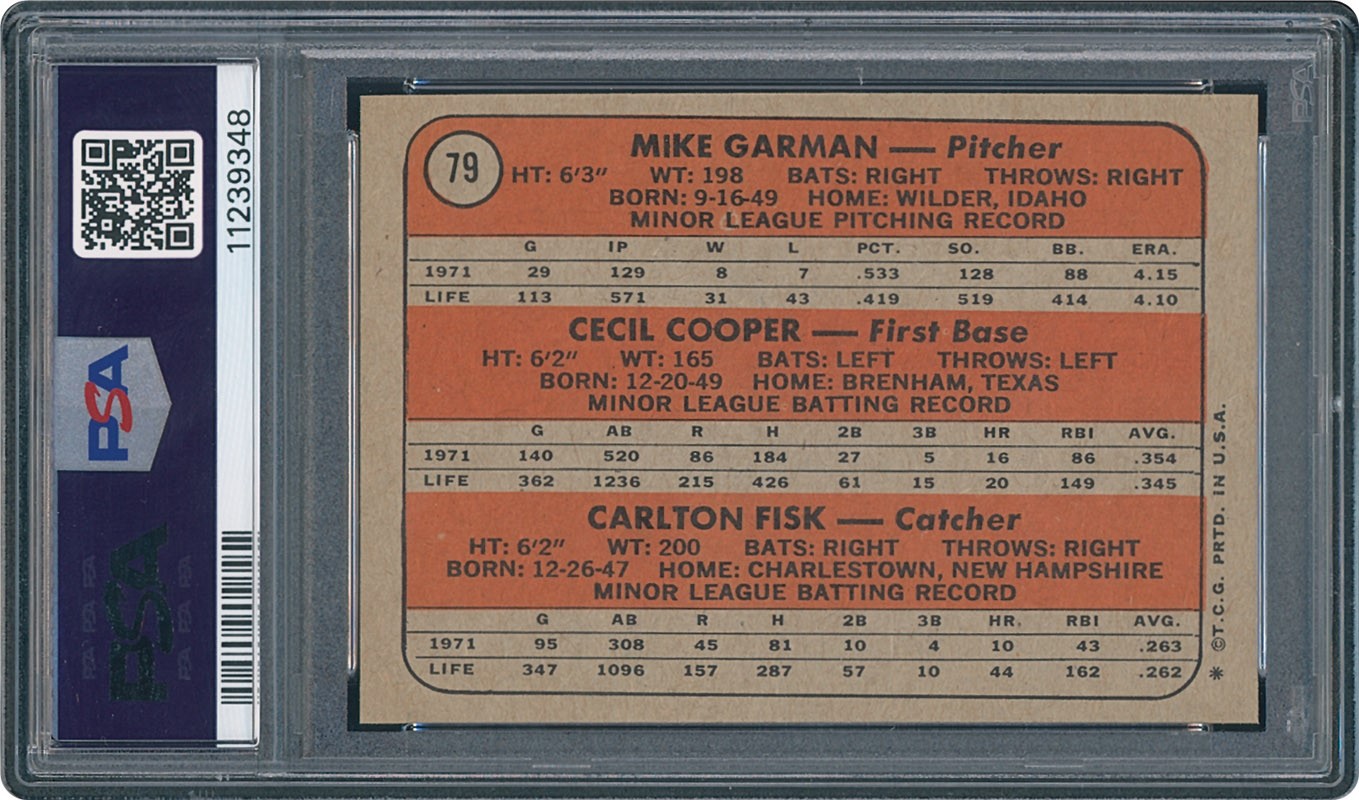 11239348
PSA
PSA
79
MIKE GARMAN — Pitcher
HT: 6'3" WT: 198 BATS: RIGHT THROWS: RIGHT
BORN: 9-16-49 HOME: WILDER, IDAHO
MINOR LEAGUE PITCHING RECORD
G IP W L PCT. SO. BB. ERA.
1971 29 129 8 7 .533 128 88 4.15
LIFE 113 571 31 43 .419 519 414 4.10
CECIL COOPER — First Base
HT: 6'2" WT: 165 BATS: LEFT THROWS: LEFT
BORN: 12-20-49 HOME: BRENHAM, TEXAS
MINOR LEAGUE BATTING RECORD
G AB R H 2B 3B HR RBI AVG.
1971 140 520 86 184 27 5 16 86 .354
LIFE 362 1236 215 426 61 15 20 149 .345
CARLTON FISK — Catcher
HT: 6'2" WT: 200 BATS: RIGHT THROWS: RIGHT
BORN: 12-26-47 HOME: CHARLESTOWN, NEW HAMPSHIRE
MINOR LEAGUE BATTING RECORD
G AB R H 2B 3B HR. RBI AVG.
1971 95 308 45 81 10 4 10 43 .263
LIFE 347 1096 157 287 57 10 44 162 .262
* ©T.C.G. PRTD. IN U.S.A.
PSA